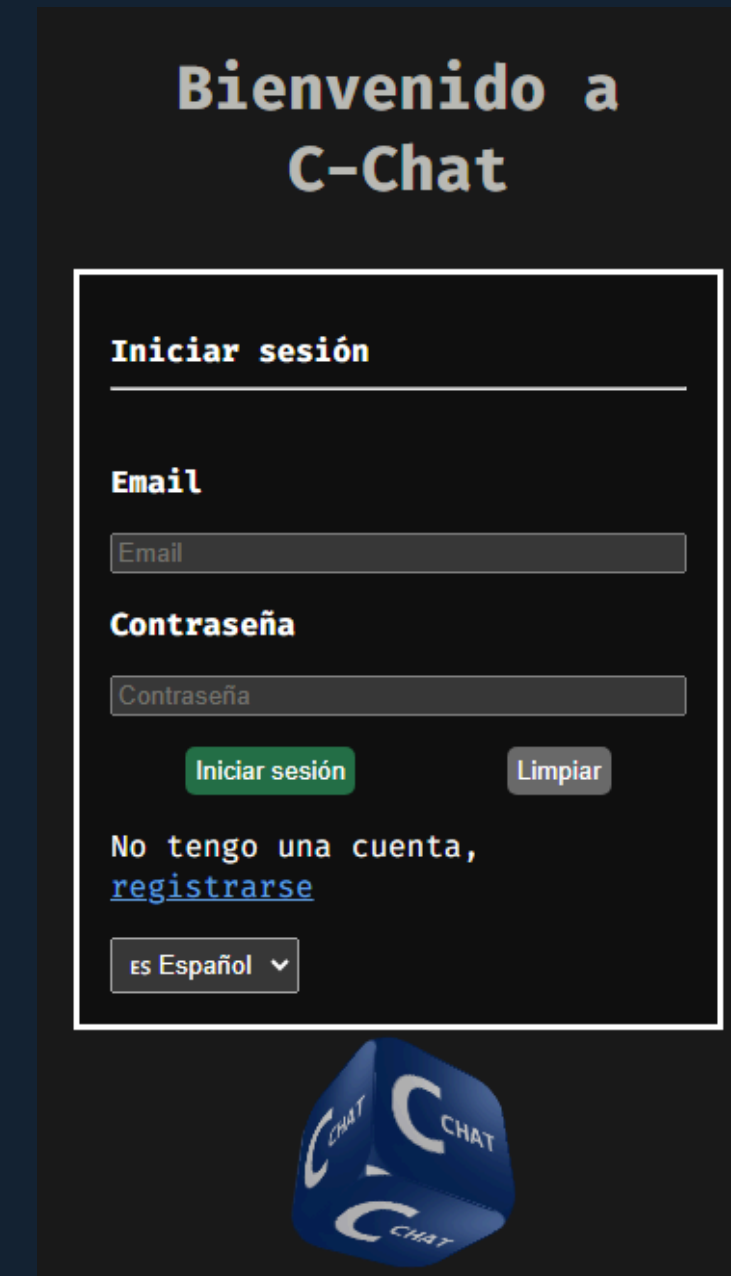 Bienvenido a
C-Chat
Iniciar sesión
Email
Email
Contraseña
Contraseña
Iniciar sesión
Limpiar
No tengo una cuenta,
registrarse
ES Español
C CHAT
C CHAT
C CHAT